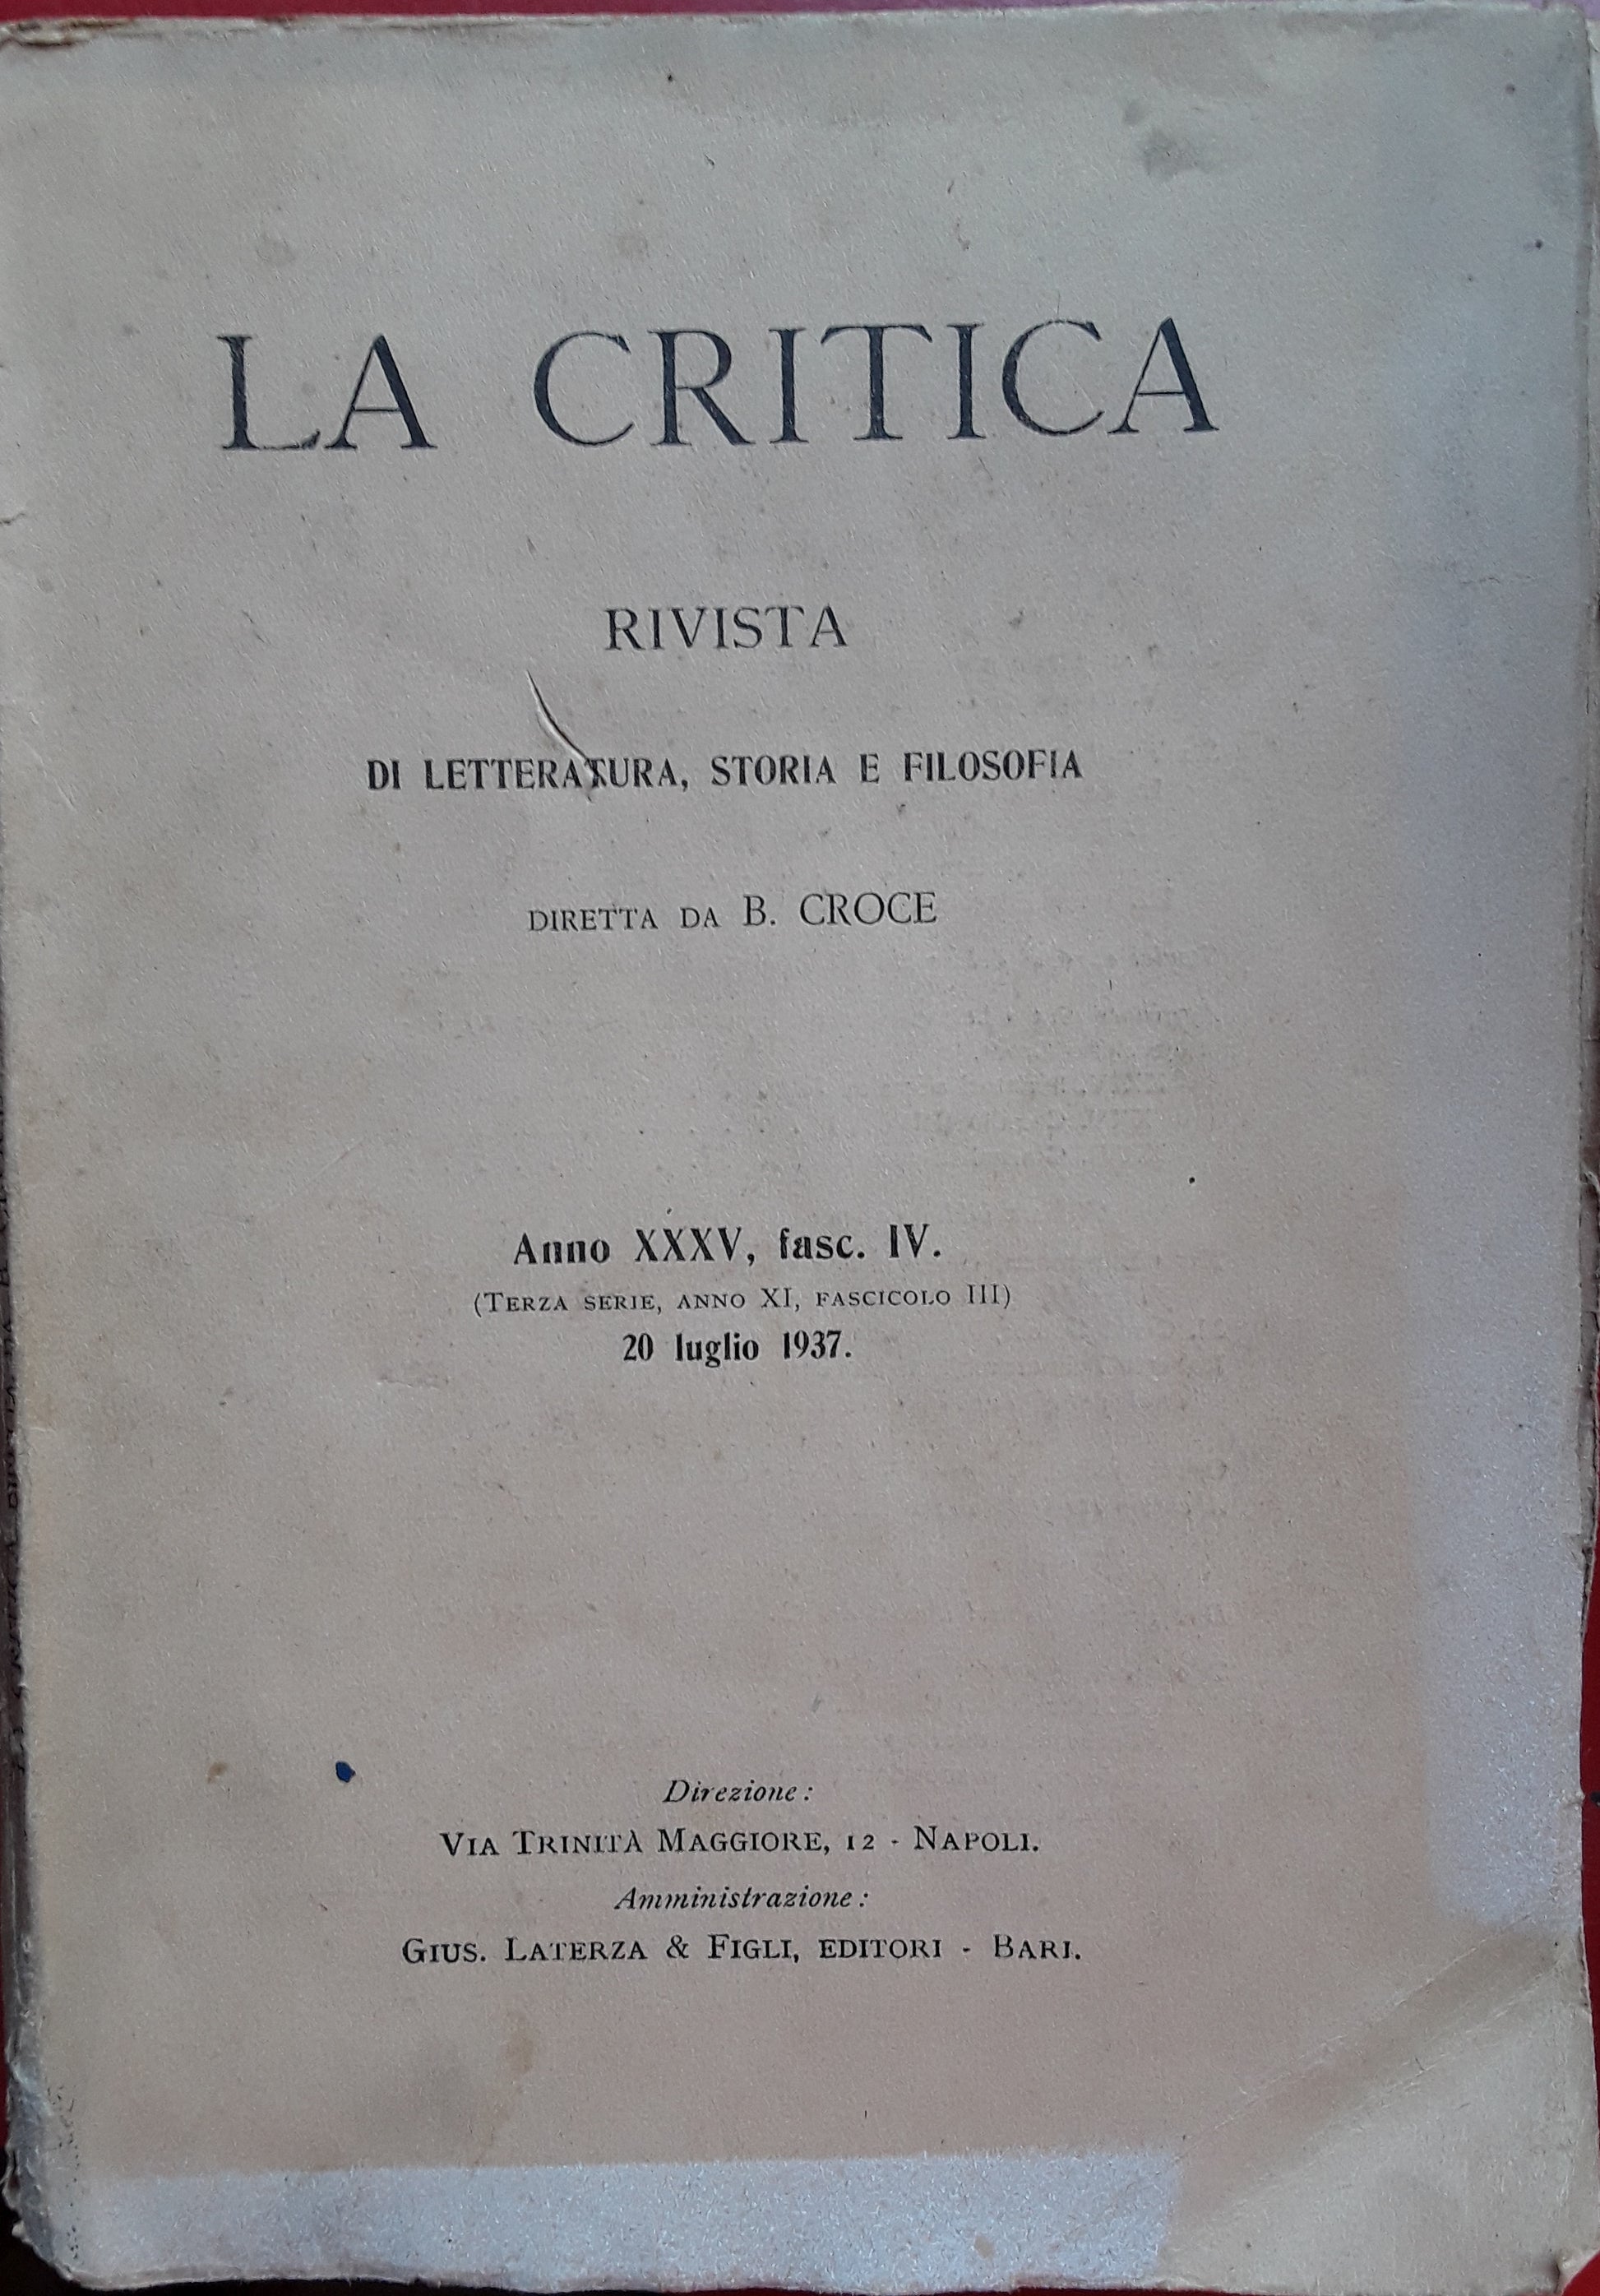 LA CRITICA
RIVISTA
DI LETTERATURA, STORIA E FILOSOFIA
DIRETTA DA B. CROCE
Anno XXXV, fasc. IV.
(TERZA SERIE, ANNO XI, FASCICOLO III)
20 luglio 1937.
Direzione:
VIA TRINITÀ MAGGIORE, 12 - NAPOLI.
Amministrazione:
GIUS. LATERZA & FIGLI, EDITORI - BARI.